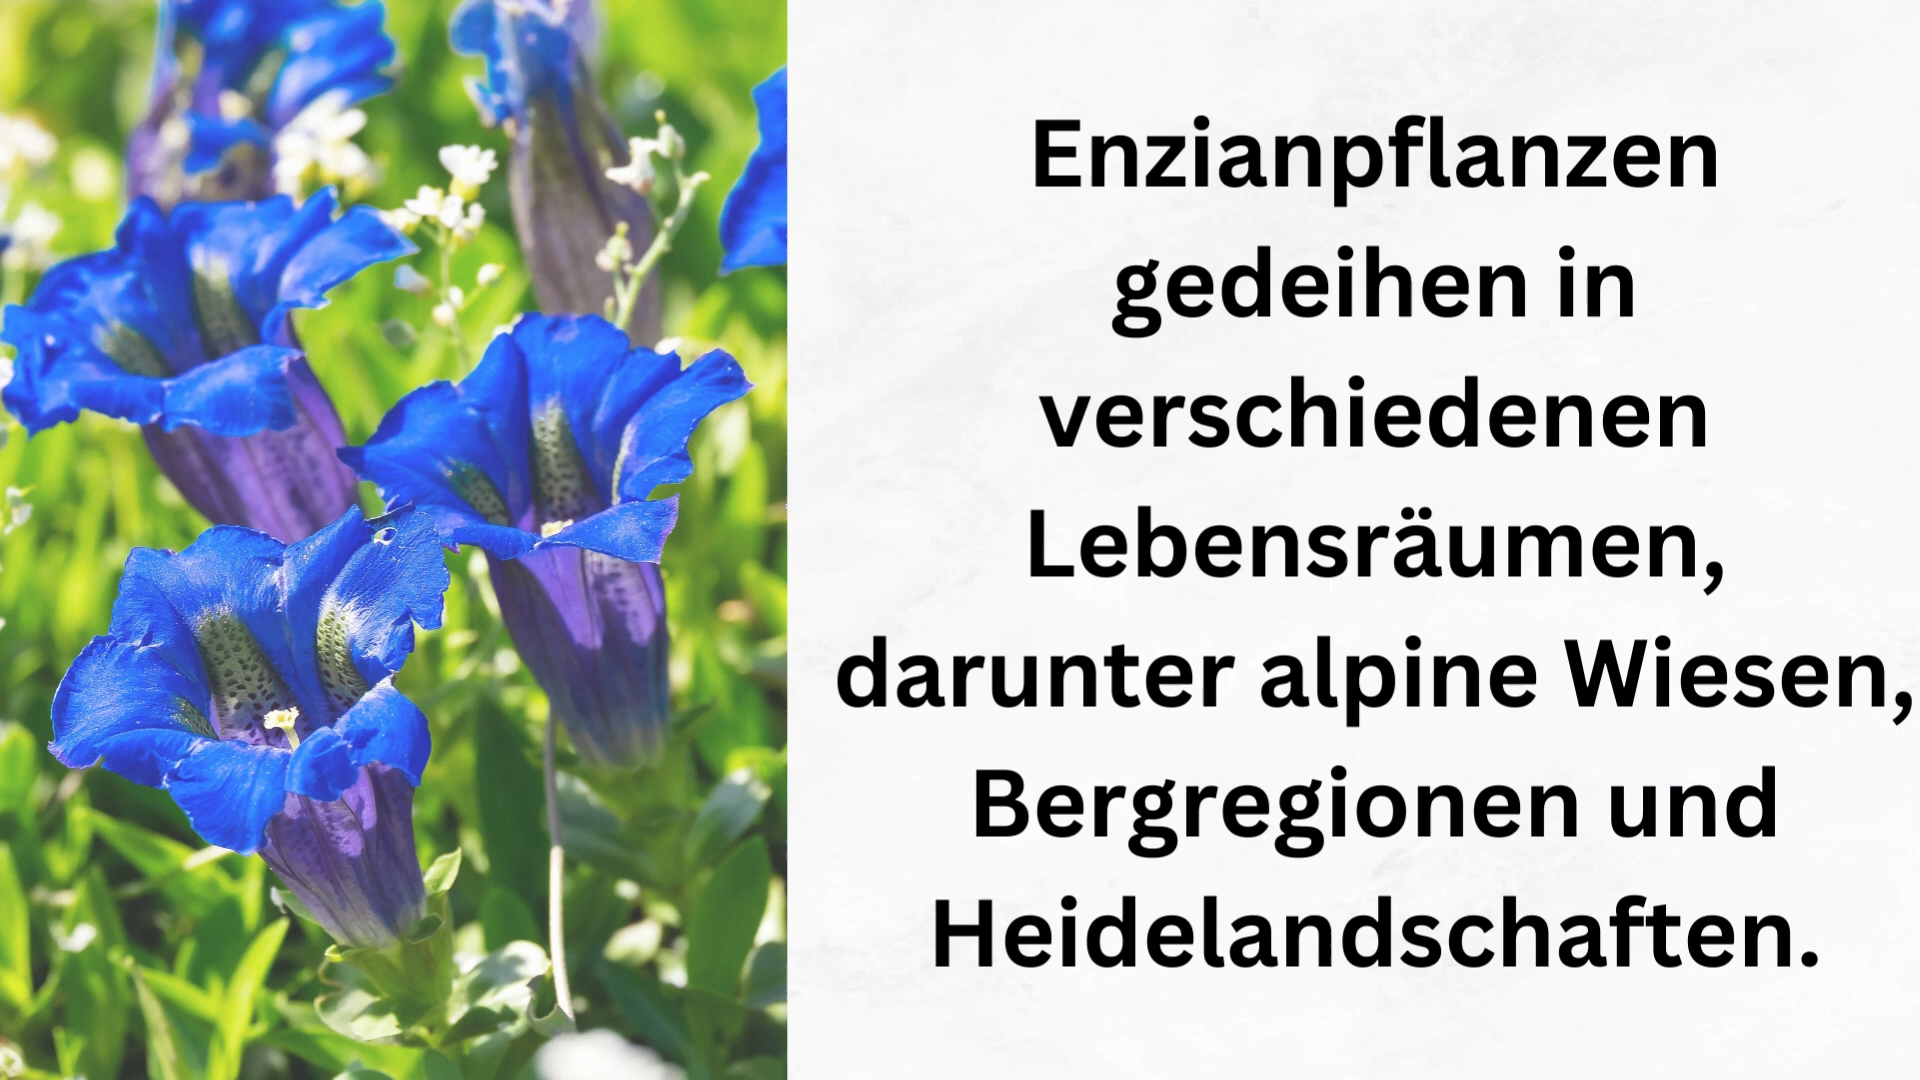 Enzianpflanzen
gedeihen in
verschiedenen
Lebensräumen,
darunter alpine Wiesen,
Bergregionen und
Heidelandschaften.